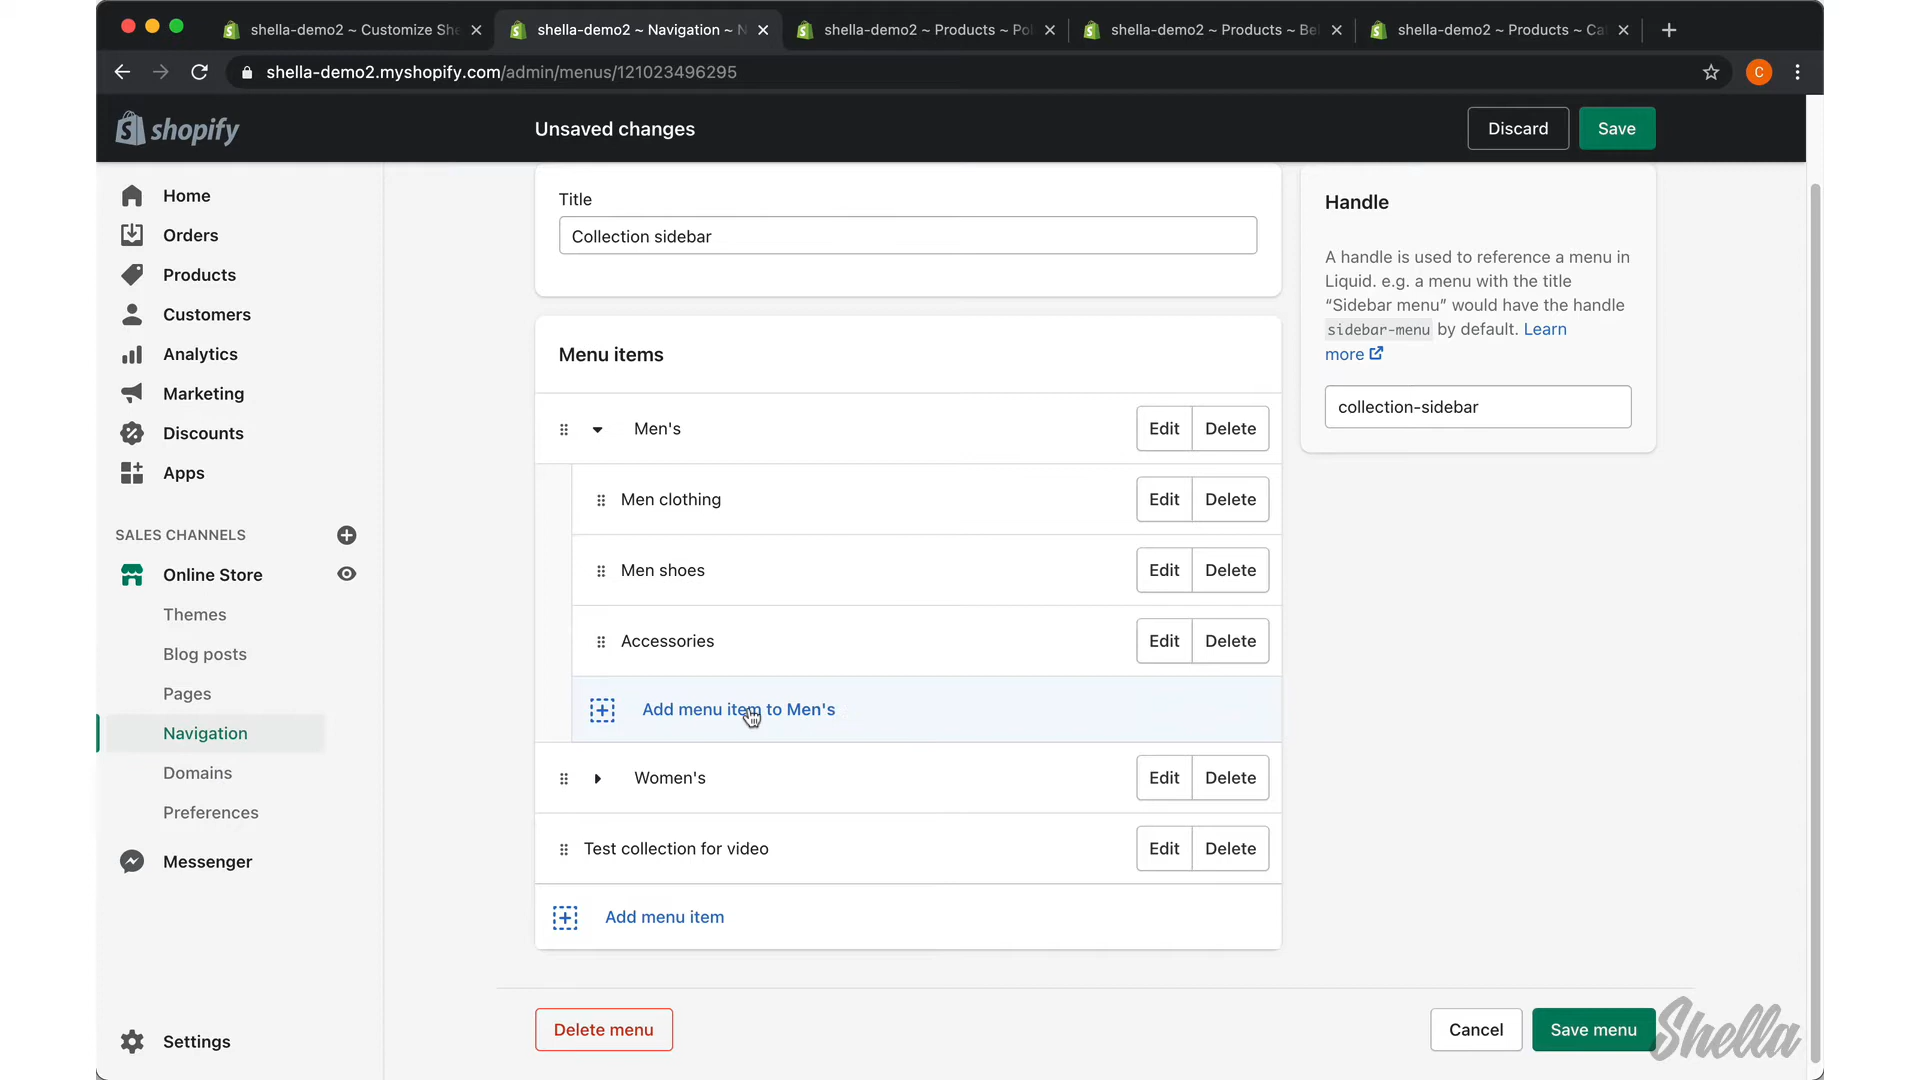 shella-demo2 ~ Customize She
shella-demo2 ~ Navigation ~ N
shella-demo2 ~ Products ~ Pol
shella-demo2 ~ Products ~ Bel
shella-demo2 ~ Products ~ Ca
shella-demo2.myshopify.com/admin/menus/121023496295
C
shopify
Unsaved changes
Discard
Save
Home
Orders
Products
Customers
Analytics
Marketing
Discounts
Apps
SALES CHANNELS
Online Store
Themes
Blog posts
Pages
Navigation
Domains
Preferences
Messenger
Settings
Title
Collection sidebar
Menu items
Men's
Edit
Delete
Men clothing
Edit
Delete
Men shoes
Edit
Delete
Accessories
Edit
Delete
Add menu item to Men's
Women's
Edit
Delete
Test collection for video
Edit
Delete
Add menu item
Handle
A handle is used to reference a menu in
Liquid. e.g. a menu with the title
“Sidebar menu” would have the handle
sidebar-menu by default. Learn
more
collection-sidebar
Delete menu
Cancel
Save menu
Shella